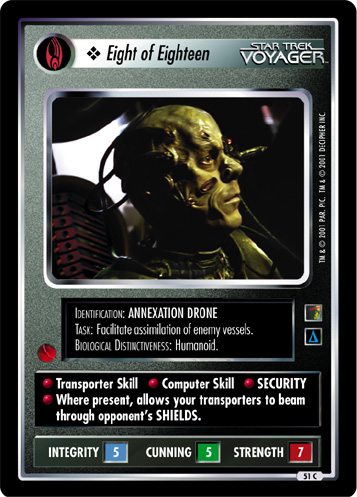 ❖ Eight of Eighteen
STAR TREK
VOYAGER™
TM & © 2001 PAR. PIC. TM & © 2001 DECIPHER INC.
IDENTIFICATION: ANNEXATION DRONE
TASK: Facilitate assimilation of enemy vessels.
BIOLOGICAL DISTINCTIVENESS: Humanoid.
Transporter Skill Computer Skill SECURITY
Where present, allows your transporters to beam
through opponent's SHIELDS.
INTEGRITY 5 CUNNING 5 STRENGTH 7
51 C